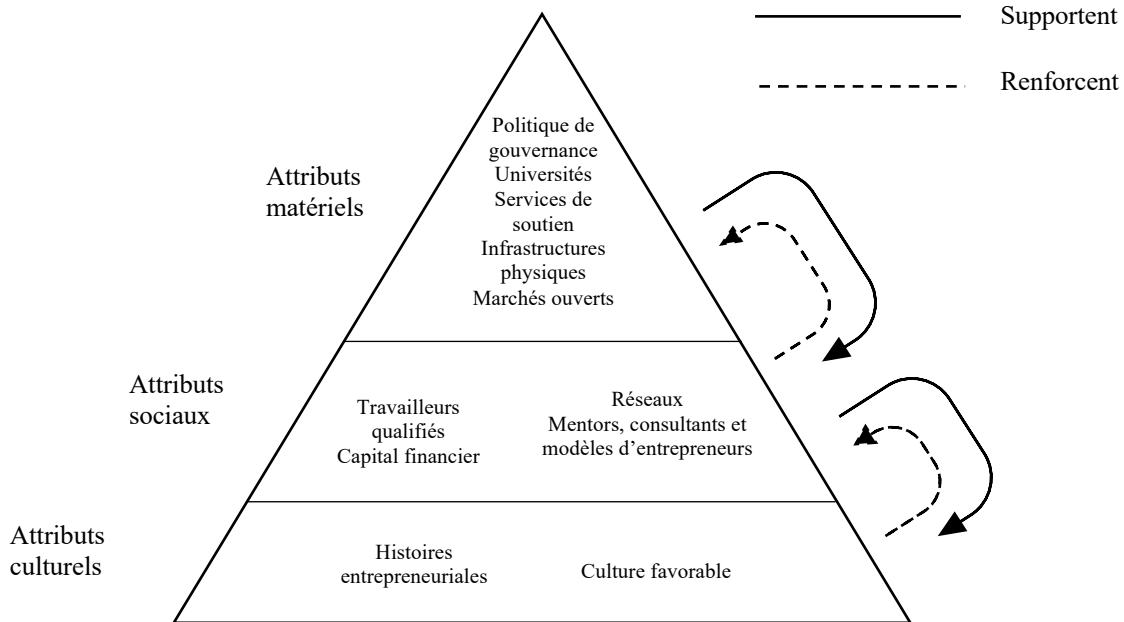 Supportent
Renforcent
Attributs
matériels
Politique de
gouvernance
Universités
Services de
soutien
Infrastructures
physiques
Marchés ouverts
Attributs
sociaux
Travailleurs
qualifiés
Capital financier
Réseaux
Mentors, consultants et
modèles d’entrepreneurs
Attributs
culturels
Histoires
entrepreneuriales
Culture favorable